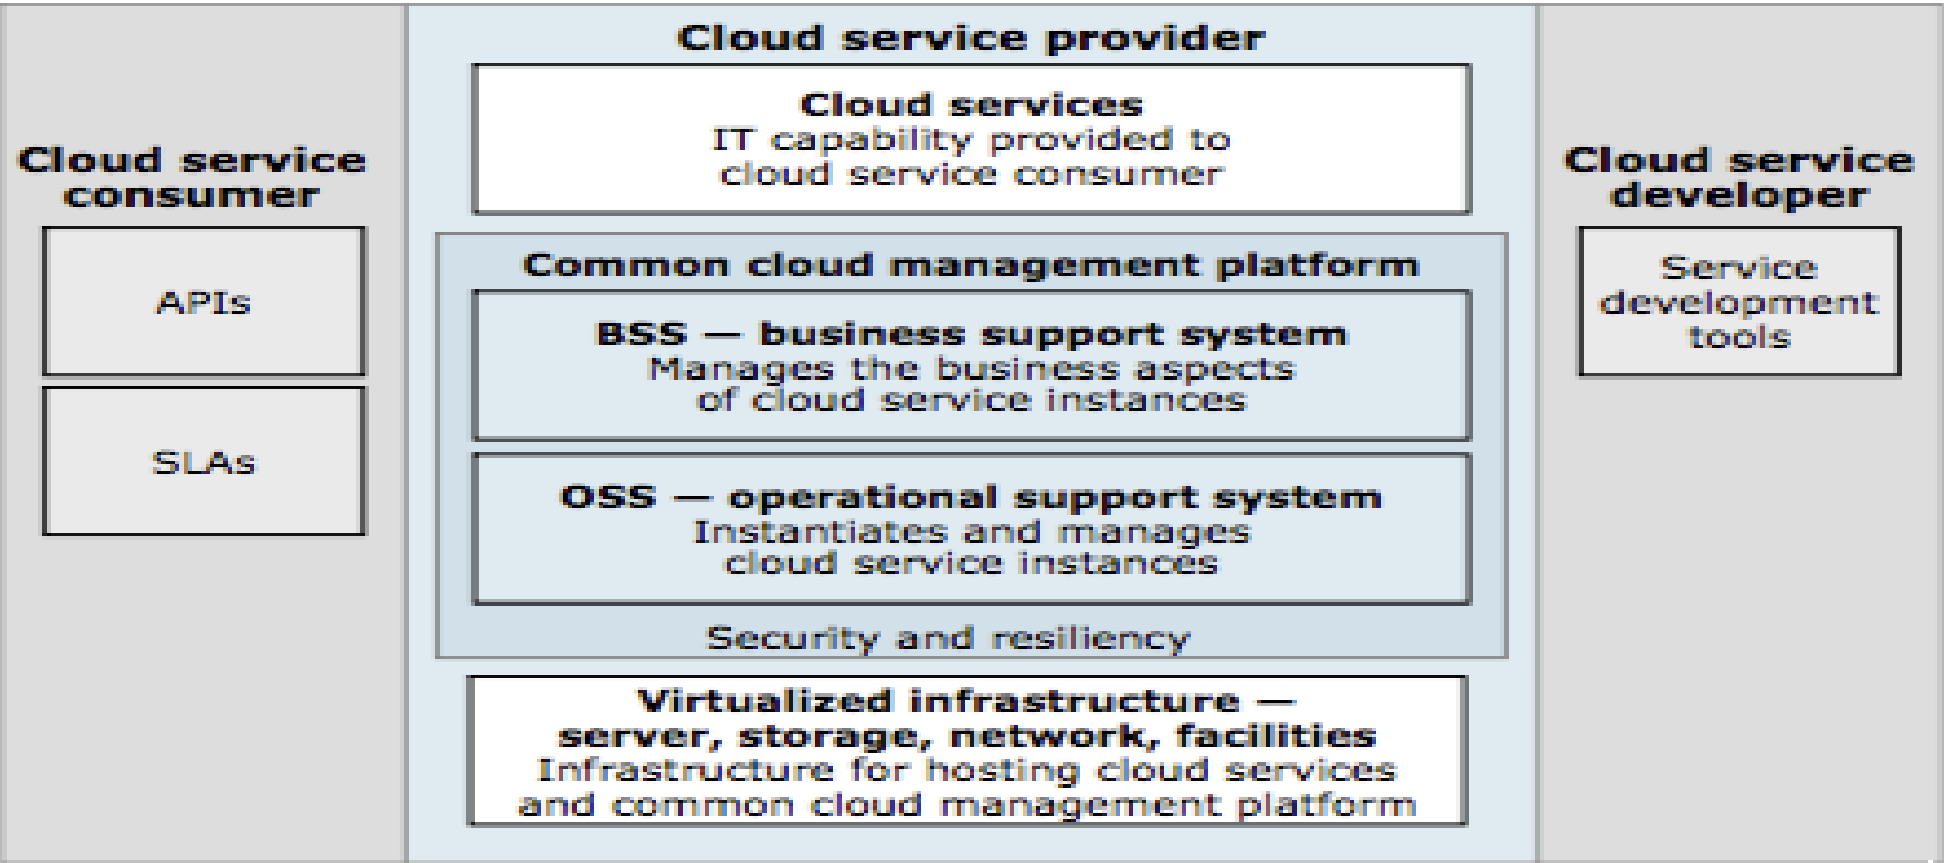 Cloud service
consumer
APIs
SLAs
Cloud service provider
Cloud services
IT capability provided to
cloud service consumer
Common cloud management platform
BSS — business support system
Manages the business aspects
of cloud service instances
OSS — operational support system
Instantiates and manages
cloud service instances
Security and resiliency
Virtualized infrastructure —
server, storage, network, facilities
Infrastructure for hosting cloud services
and common cloud management platform
Cloud service
developer
Service
development
tools